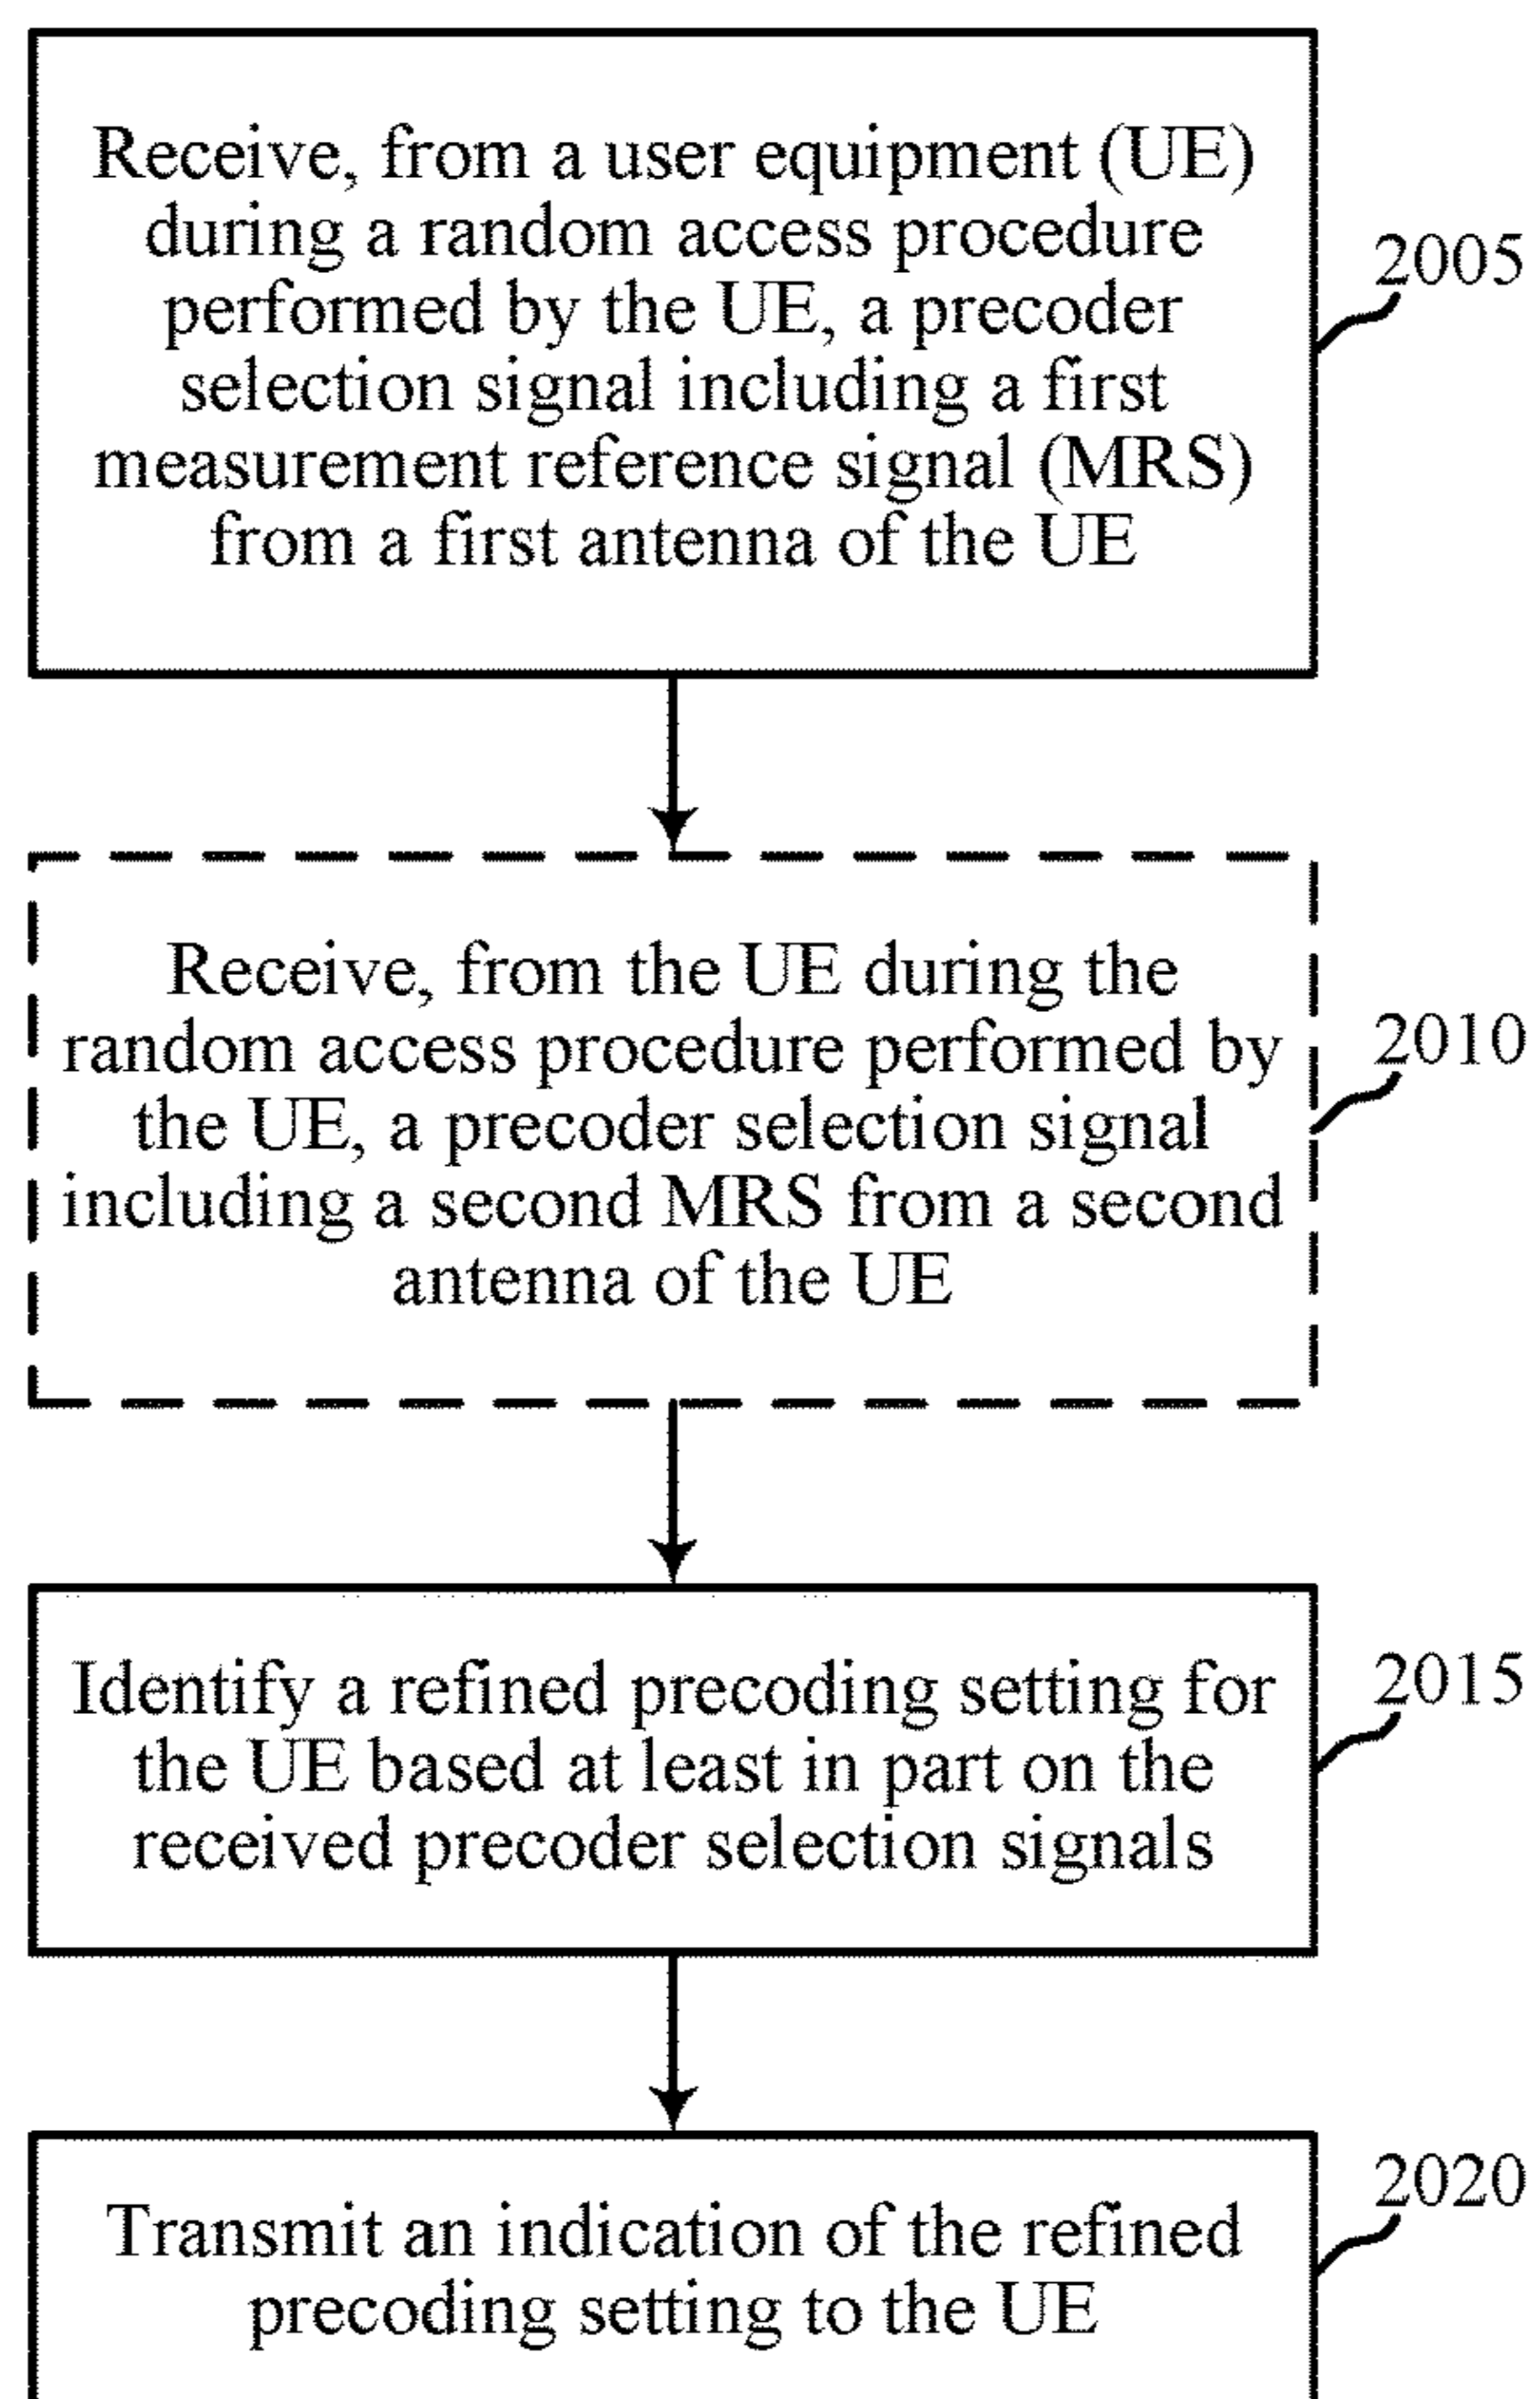 Receive, from a user equipment (UE)
during a random access procedure
performed by the UE, a precoder
selection signal including a first
measurement reference signal (MRS)
from a first antenna of the UE
2005
Receive, from the UE during the
random access procedure performed by
the UE, a precoder selection signal
including a second MRS from a second
antenna of the UE
2010
Identify a refined precoding setting for
the UE based at least in part on the
received precoder selection signals
2015
Transmit an indication of the refined
precoding setting to the UE
2020